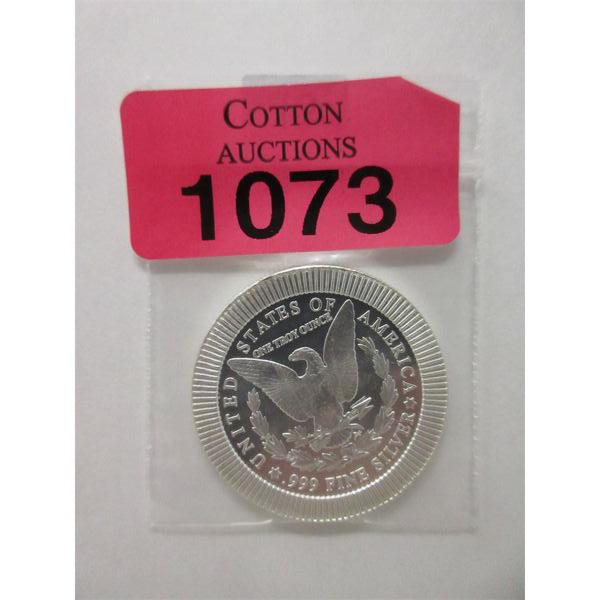 COTTON
AUCTIONS
1073
UNITED STATES OF AMERICA
ONE TROY OUNCE
★ .999 FINE SILVER ★